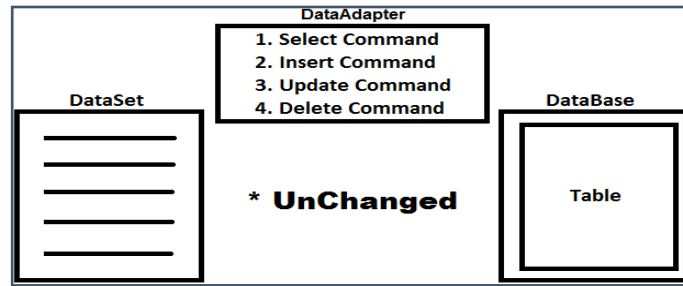 DataAdapter
1. Select Command
2. Insert Command
3. Update Command
4. Delete Command
DataSet
DataBase
* UnChanged
Table